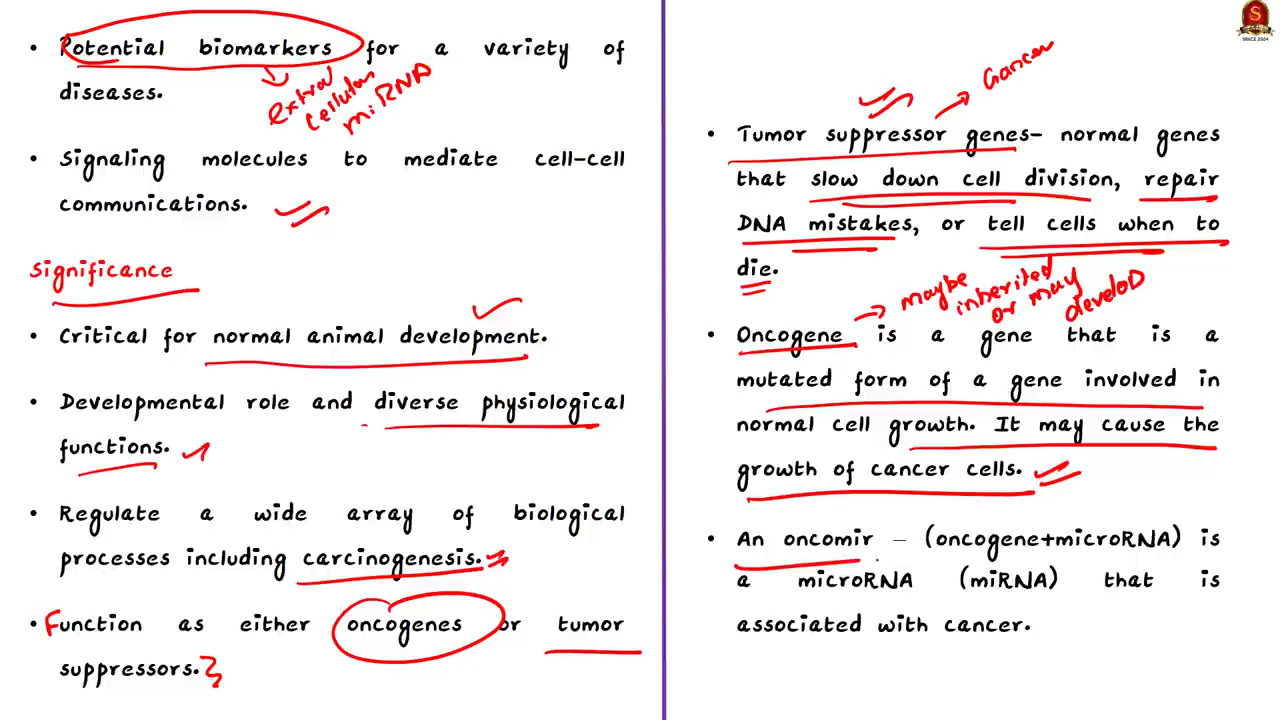 • Potential biomarkers for a variety of
diseases.
extra
cellular
miRNA
• Signaling molecules to mediate cell-cell
communications.
Significance
• Critical for normal animal development.
• Developmental role and diverse physiological
functions.
• Regulate a wide array of biological
processes including carcinogenesis.
• Function as either oncogenes or tumor
suppressors.
S
SINCE 2004
Cancer
• Tumor suppressor genes- normal genes
that slow down cell division, repair
DNA mistakes, or tell cells when to
die.
maybe
inherited
or may
develop
• Oncogene is a gene that is a
mutated form of a gene involved in
normal cell growth. It may cause the
growth of cancer cells.
• An oncomir – (oncogene+microRNA) is
a microRNA (miRNA) that is
associated with cancer.